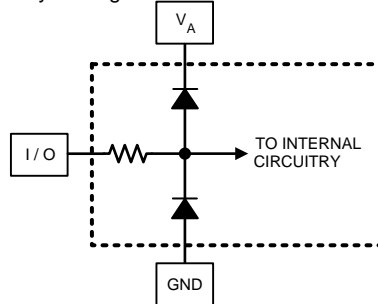 V_A
I / O
TO INTERNAL
CIRCUITRY
GND